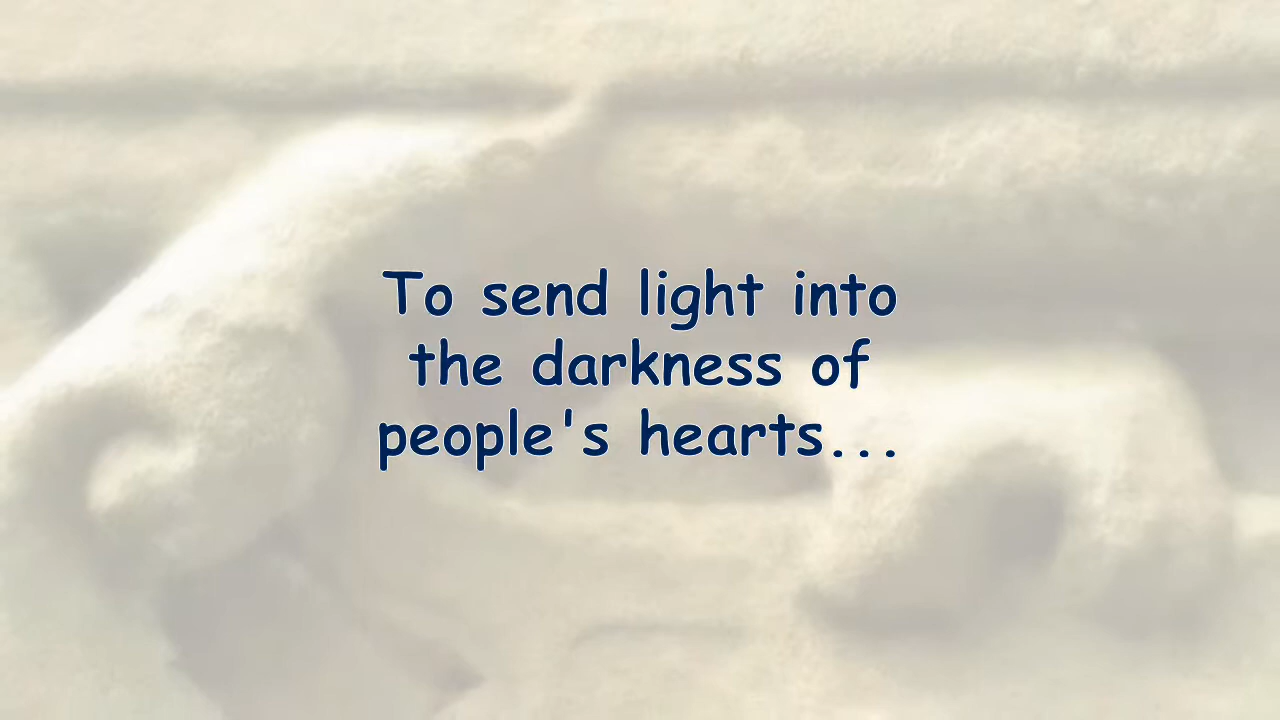 To send light into
the darkness of
people's hearts...